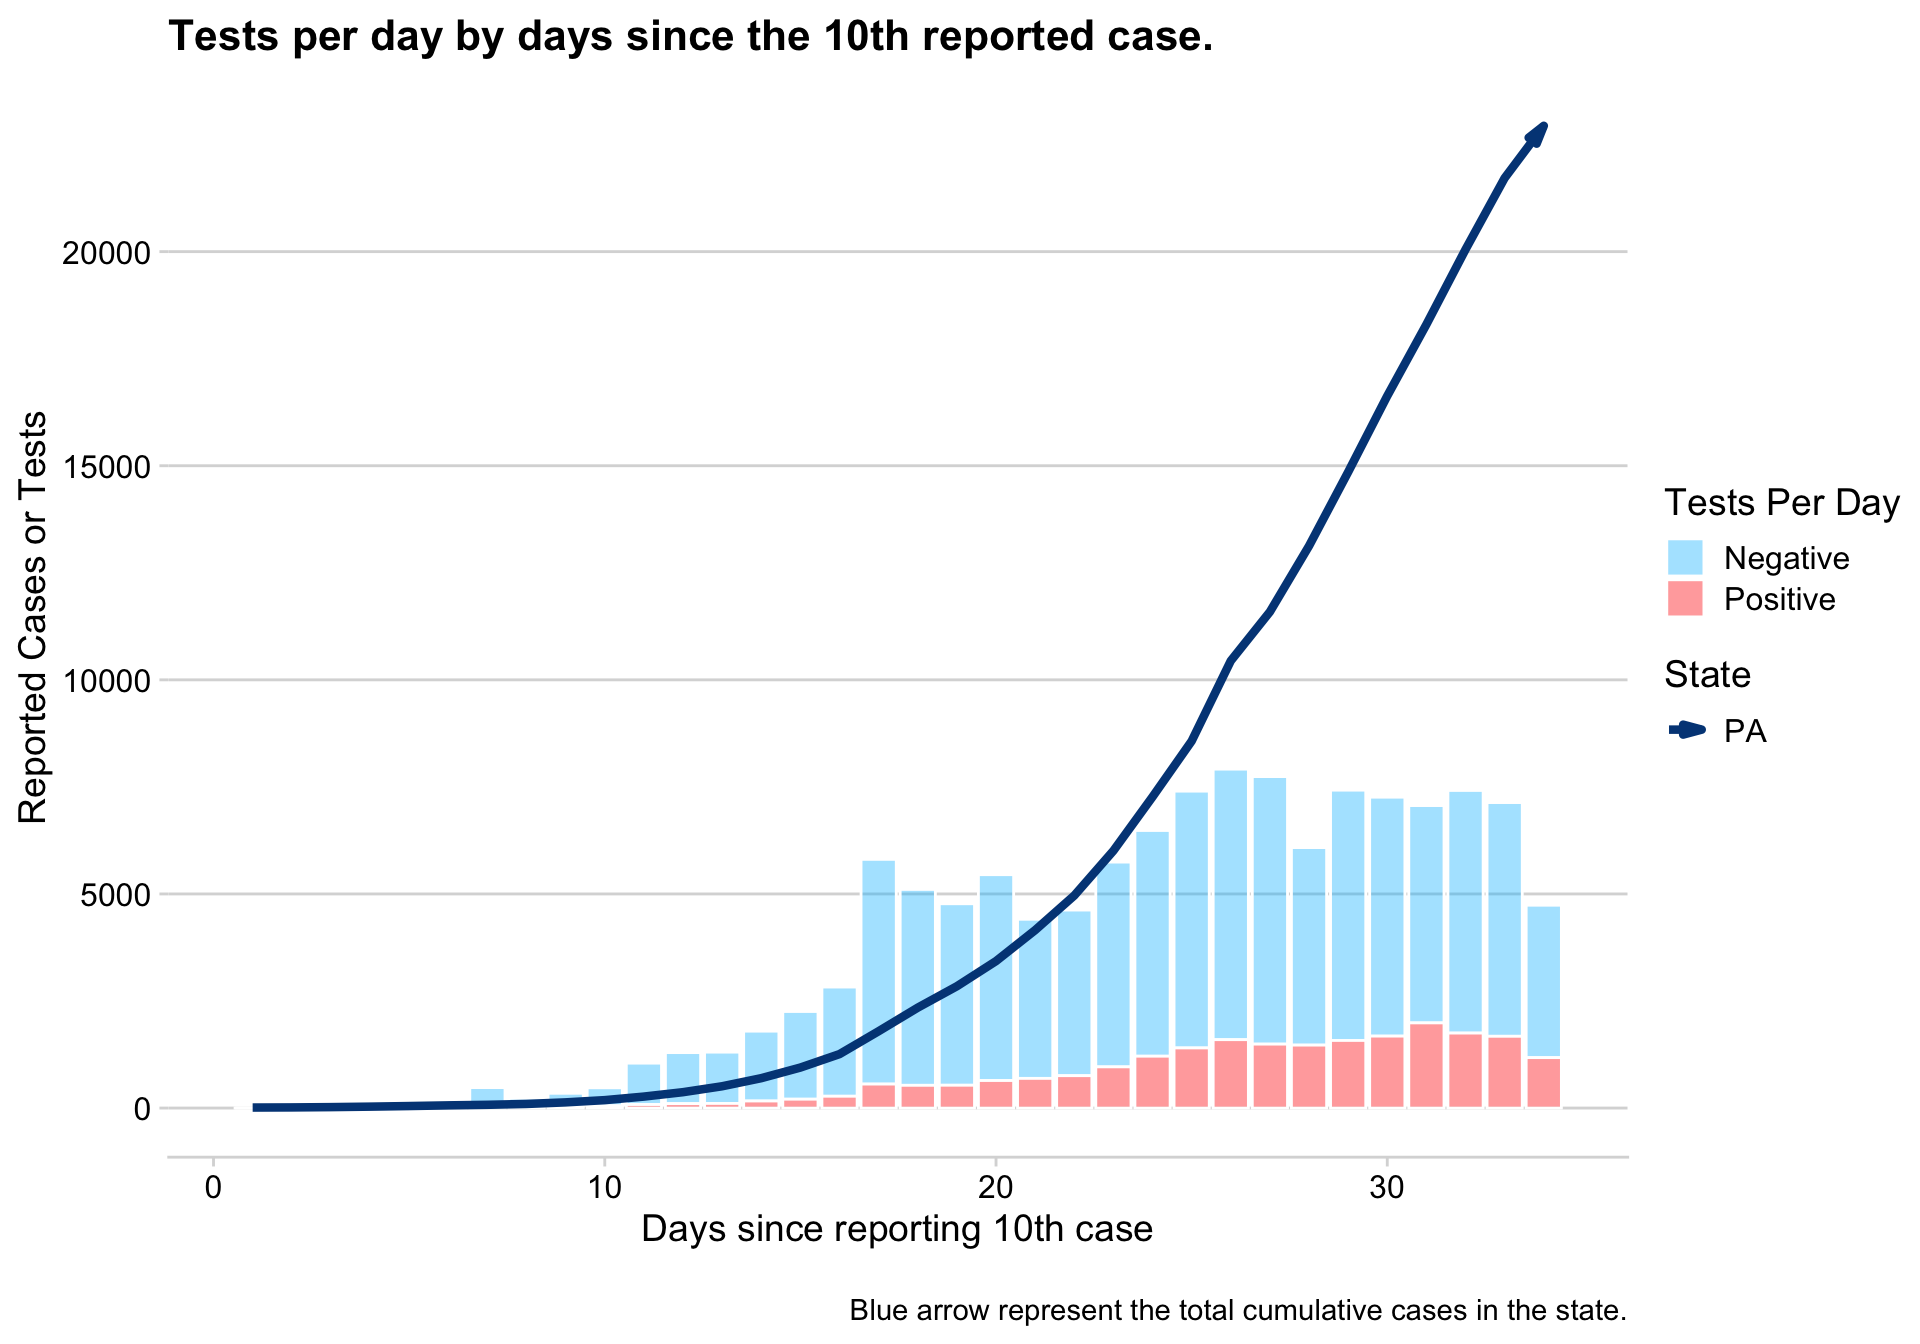 Tests per day by days since the 10th reported case.
Reported Cases or Tests
20000
15000
10000
5000
0
0 10 20 30
Days since reporting 10th case
Tests Per Day
Negative
Positive
State
PA
Blue arrow represent the total cumulative cases in the state.